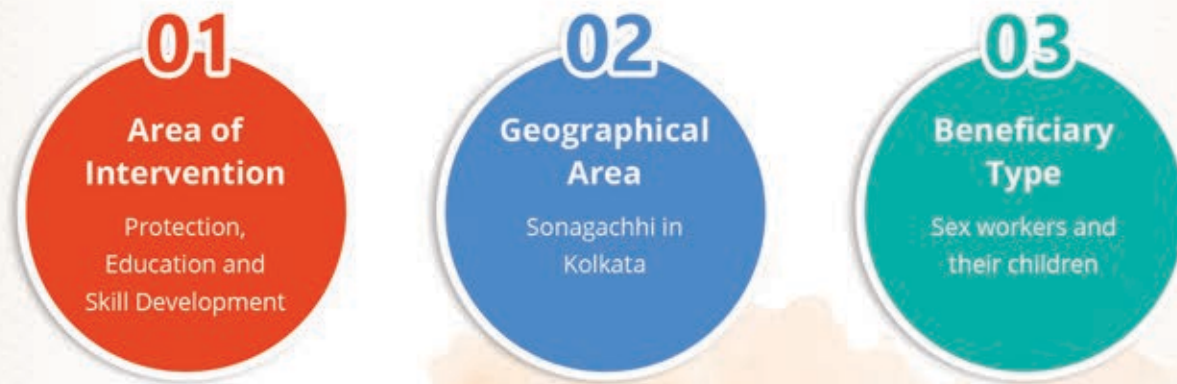 01
Area of
Intervention
Protection,
Education and
Skill Development
02
Geographical
Area
Sonagachhi in
Kolkata
03
Beneficiary
Type
Sex workers and
their children